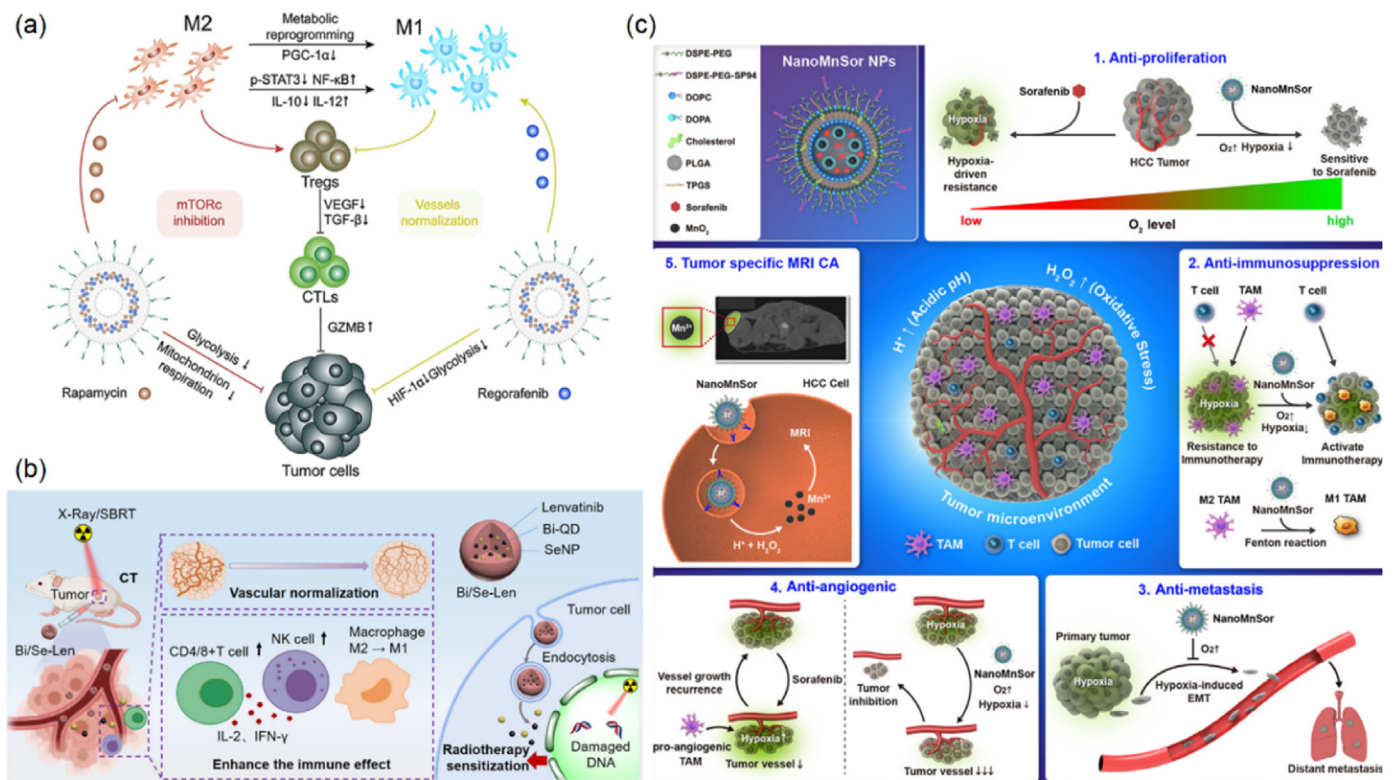 (a)
M2
Metabolic
reprogramming
PGC-1α↓
p-STAT3↓ NF-κB↑
IL-10↓ IL-12↑
M1
Tregs
mTORc
inhibition
VEGF↓
TGF-β↓
Vessels
normalization
CTLs
GZMB↑
Glycolysis ↓
Mitochondrion
respiration ↓
HIF-1α↓Glycolysis↓
Rapamycin
Regorafenib
Tumor cells
(b)
X-Ray/SBRT
CT
Tumor
Bi/Se-Len
Vascular normalization
CD4/8+T cell ↑
NK cell ↑
Macrophage
M2 → M1
IL-2、IFN-γ
Enhance the immune effect
Lenvatinib
Bi-QD
SeNP
Bi/Se-Len
Tumor cell
Endocytosis
Radiotherapy
sensitization
Damaged
DNA
(c)
DSPE-PEG
DSPE-PEG-SP94
DOPC
DOPA
Cholesterol
PLGA
TPGS
Sorafenib
MnO2
NanoMnSor NPs
1. Anti-proliferation
Sorafenib
NanoMnSor
Hypoxia
O2↑ Hypoxia ↓
Hypoxia-
driven
resistance
HCC Tumor
Sensitive
to Sorafenib
low
O2 level
high
5. Tumor specific MRI CA
Mn2+
NanoMnSor
HCC Cell
MRI
Mn2+
H+ + H2O2
H+ ↑ (Acidic pH)
H2O2 ↑ (Oxidative Stress)
Tumor microenvironment
TAM
T cell
Tumor cell
2. Anti-immunosuppression
T cell
TAM
T cell
NanoMnSor
Hypoxia
O2↑
Hypoxia↓
Resistance to
Immunotherapy
Activate
Immunotherapy
M2 TAM
NanoMnSor
M1 TAM
Fenton reaction
4. Anti-angiogenic
Hypoxia
Vessel growth
recurrence
Sorafenib
pro-angiogenic
TAM
Hypoxia↑
Tumor vessel ↓
Hypoxia
Tumor
inhibition
NanoMnSor
O2↑
Hypoxia ↓
Tumor vessel ↓↓↓
3. Anti-metastasis
NanoMnSor
Primary tumor
O2↑
Hypoxia
Hypoxia-induced
EMT
Distant metastasis